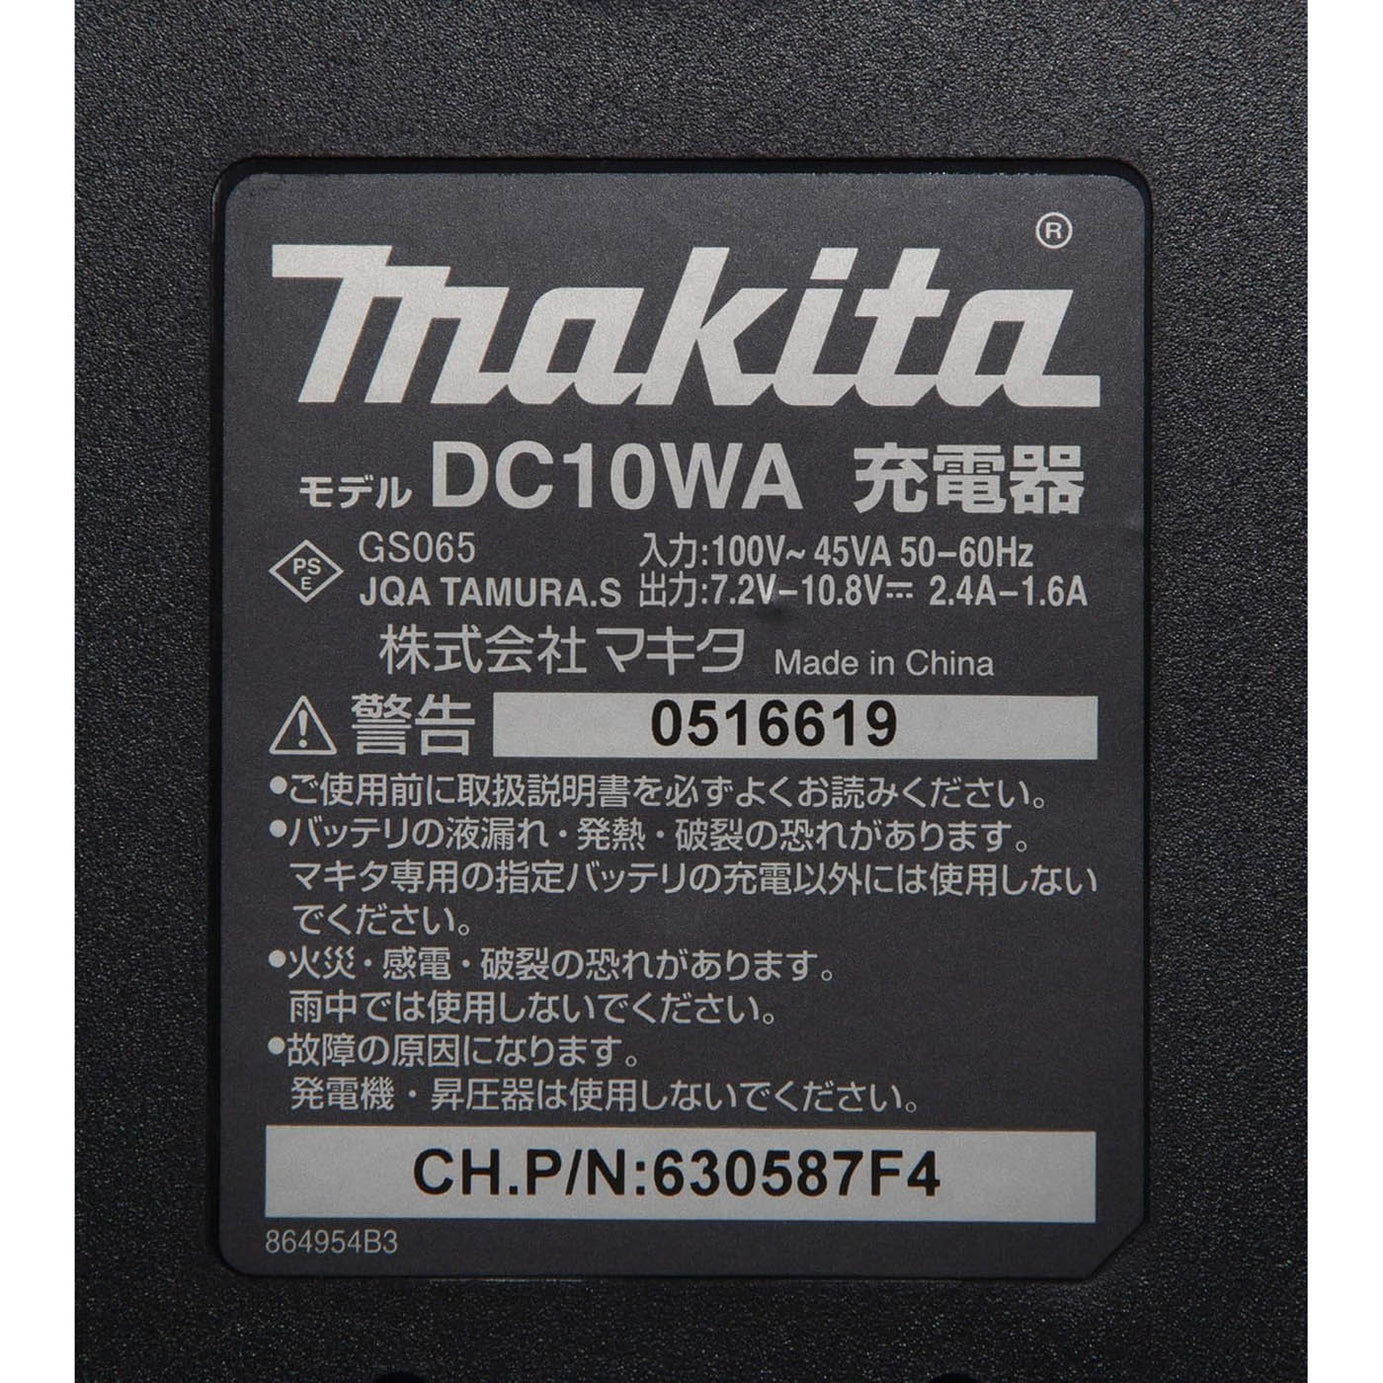 makita®
モデル DC10WA 充電器
PS
E
GS065 入力:100V~ 45VA 50-60Hz
JQA TAMURA.S 出力:7.2V-10.8V⎓ 2.4A-1.6A
株式会社 マキタ Made in China
警告 0516619
•ご使用前に取扱説明書を必ずよくお読みください。
•バッテリの液漏れ・発熱・破裂の恐れがあります。
マキタ専用の指定バッテリの充電以外には使用しない
でください。
•火災・感電・破裂の恐れがあります。
雨中では使用しないでください。
•故障の原因になります。
発電機・昇圧器は使用しないでください。
CH.P/N:630587F4
864954B3